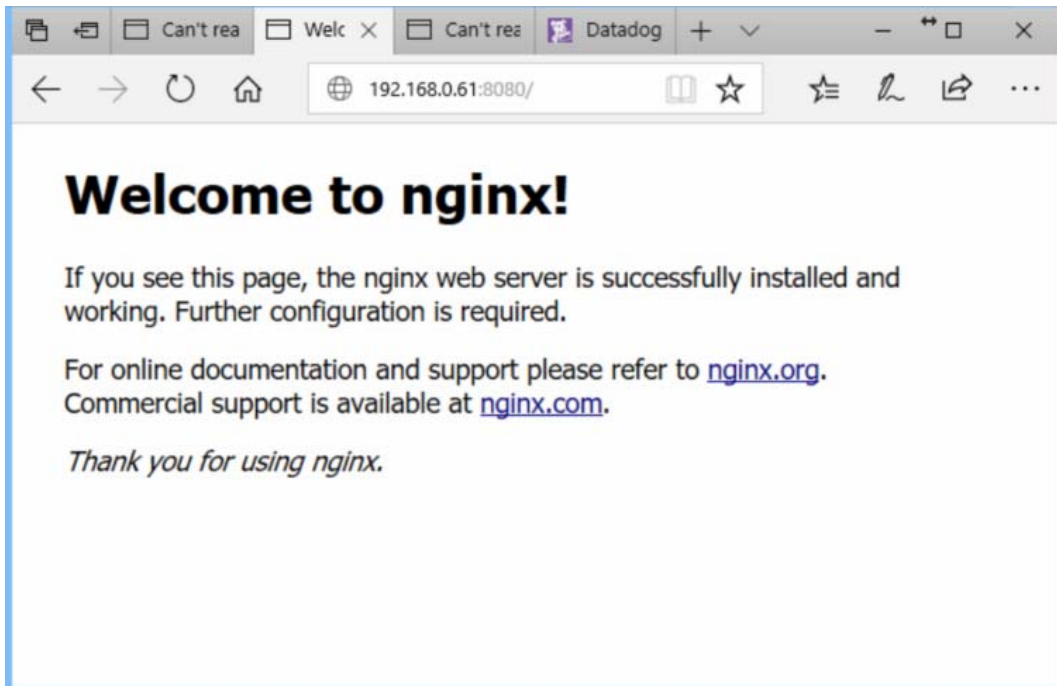 Can't rea Welc Can't rea Datadog
192.168.0.61:8080/
Welcome to nginx!
If you see this page, the nginx web server is successfully installed and
working. Further configuration is required.
For online documentation and support please refer to nginx.org.
Commercial support is available at nginx.com.
Thank you for using nginx.